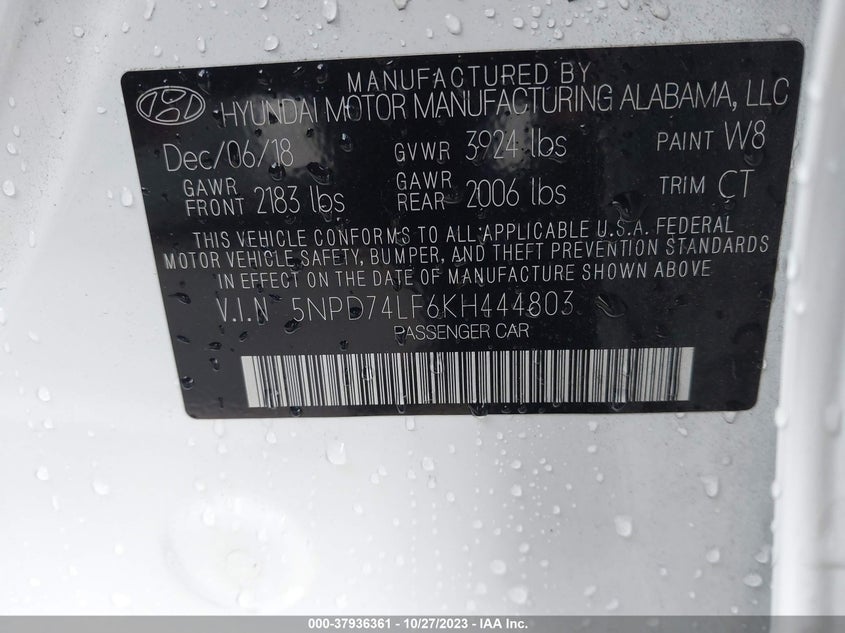 MANUFACTURED BY
HYUNDAI MOTOR MANUFACTURING ALABAMA, LLC
Dec/06/18 GVWR 3924 lbs PAINT W8
GAWR FRONT 2183 lbs GAWR REAR 2006 lbs TRIM CT
THIS VEHICLE CONFORMS TO ALL APPLICABLE U.S.A. FEDERAL
MOTOR VEHICLE SAFETY, BUMPER, AND THEFT PREVENTION STANDARDS
IN EFFECT ON THE DATE OF MANUFACTURE SHOWN ABOVE
V.I.N 5NPD74LF6KH444803
PASSENGER CAR
000-37936361 | 10/27/2023 - IAA Inc.